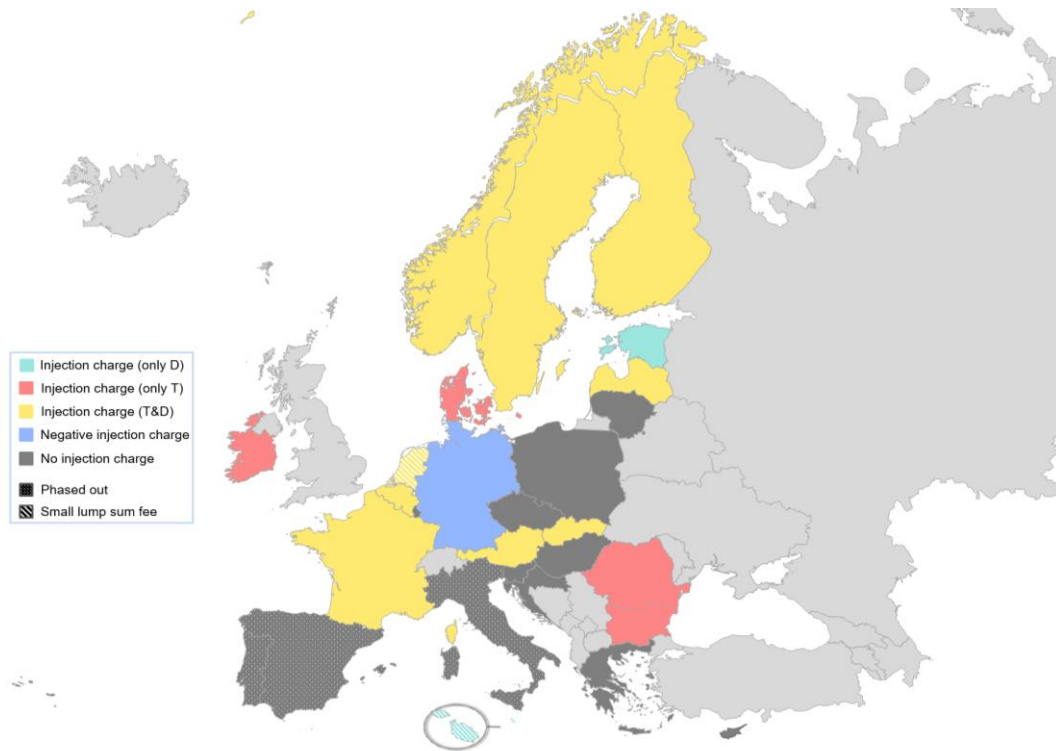 Injection charge (only D)
Injection charge (only T)
Injection charge (T&D)
Negative injection charge
No injection charge
Phased out
Small lump sum fee